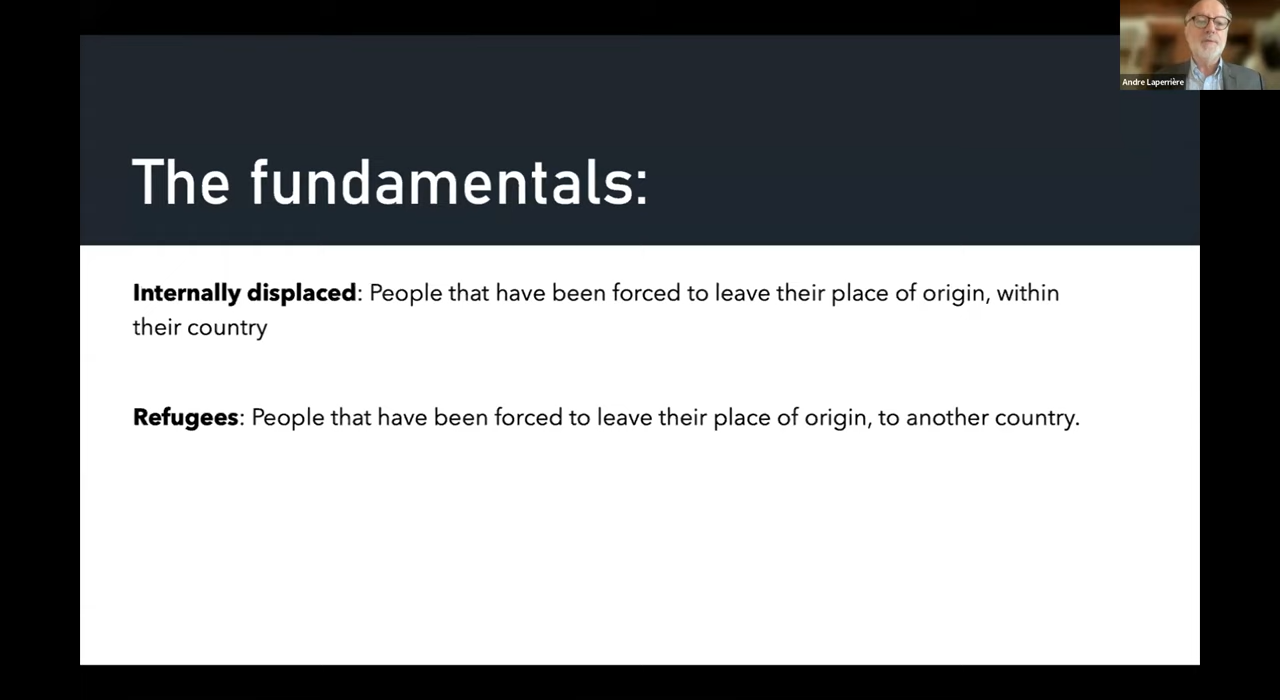 Andre Laperrière
The fundamentals:
Internally displaced: People that have been forced to leave their place of origin, within
their country
Refugees: People that have been forced to leave their place of origin, to another country.